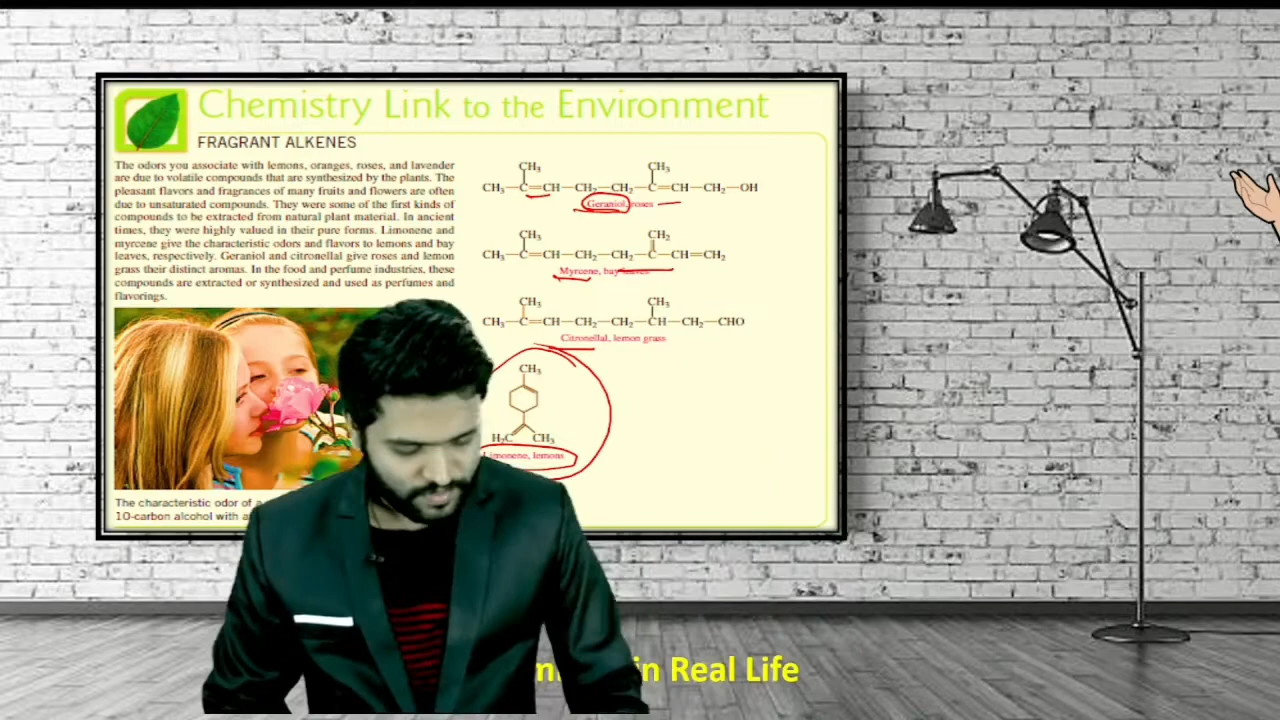 Chemistry Link to the Environment
FRAGRANT ALKENES
The odors you associate with lemons, oranges, roses, and lavender
are due to volatile compounds that are synthesized by the plants. The
pleasant flavors and fragrances of many fruits and flowers are often
due to unsaturated compounds. They were some of the first kinds of
compounds to be extracted from natural plant material. In ancient
times, they were highly valued in their pure forms. Limonene and
myrcene give the characteristic odors and flavors to lemons and bay
leaves, respectively. Geraniol and citronellal give roses and lemon
grass their distinct aromas. In the food and perfume industries, these
compounds are extracted or synthesized and used as perfumes and
flavorings.
The characteristic odor of a
10-carbon alcohol with
CH₃ CH₃
CH₃—C=CH—CH₂—CH₂—C=CH—CH₂—OH
Geraniol, roses
CH₃ CH₂
CH₃—C=CH—CH₂—CH₂—C—CH=CH₂
Myrcene, bay leaves
CH₃ CH₃
CH₃—C=CH—CH₂—CH₂—CH—CH₂—CHO
Citronellal, lemon grass
CH₃
H₂C CH₃
Limonene, lemons
in Real Life